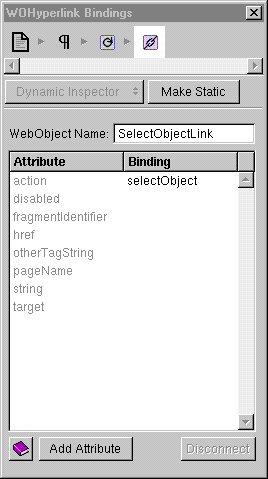 WOHyperlink Bindings
¶
Dynamic Inspector Make Static
WebObject Name: SelectObjectLink
Attribute Binding
action selectObject
disabled
fragmentIdentifier
href
otherTagString
pageName
string
target
Add Attribute Disconnect